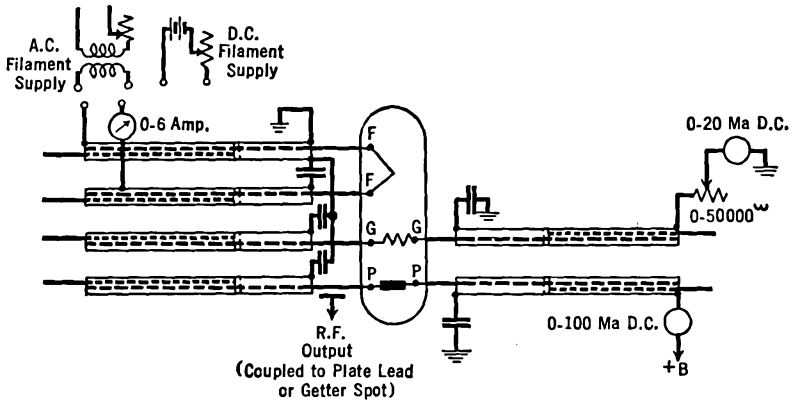 A.C.
Filament
Supply
D.C.
Filament
Supply
0-6 Amp.
F
F
G
G
P
P
0-20 Ma D.C.
0-50000ω
0-100 Ma D.C.
+B
R.F.
Output
(Coupled to Plate Lead
or Getter Spot)